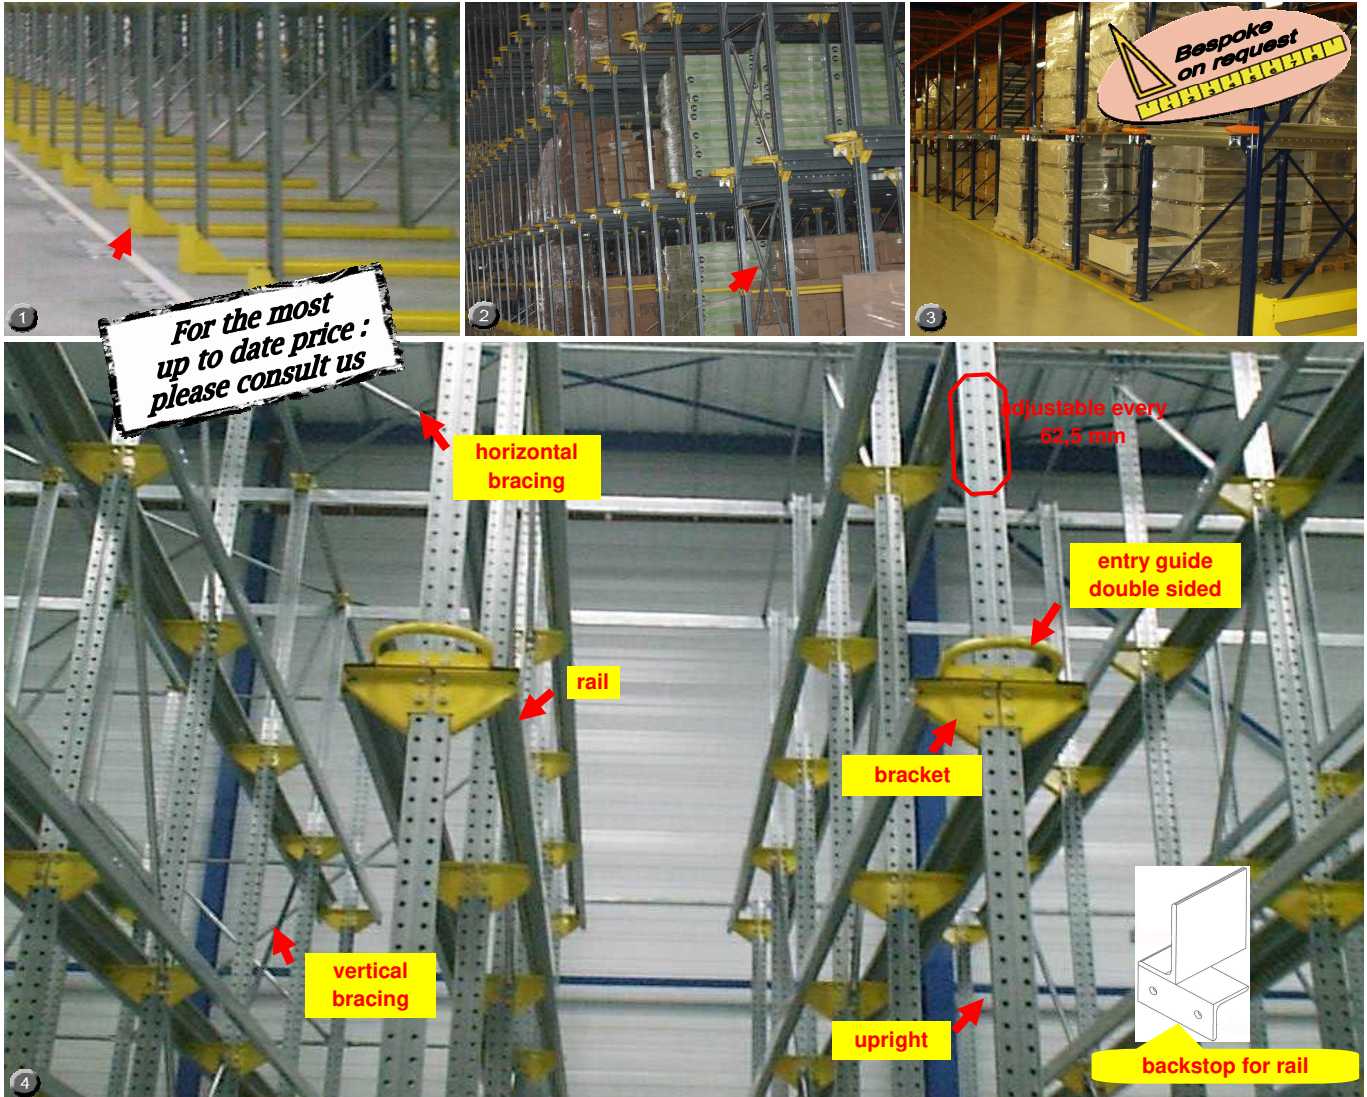 Bespoke
on request
1
2
3
For the most
up to date price :
please consult us
adjustable every
62,5 mm
horizontal
bracing
entry guide
double sided
rail
bracket
vertical
bracing
upright
backstop for rail
4